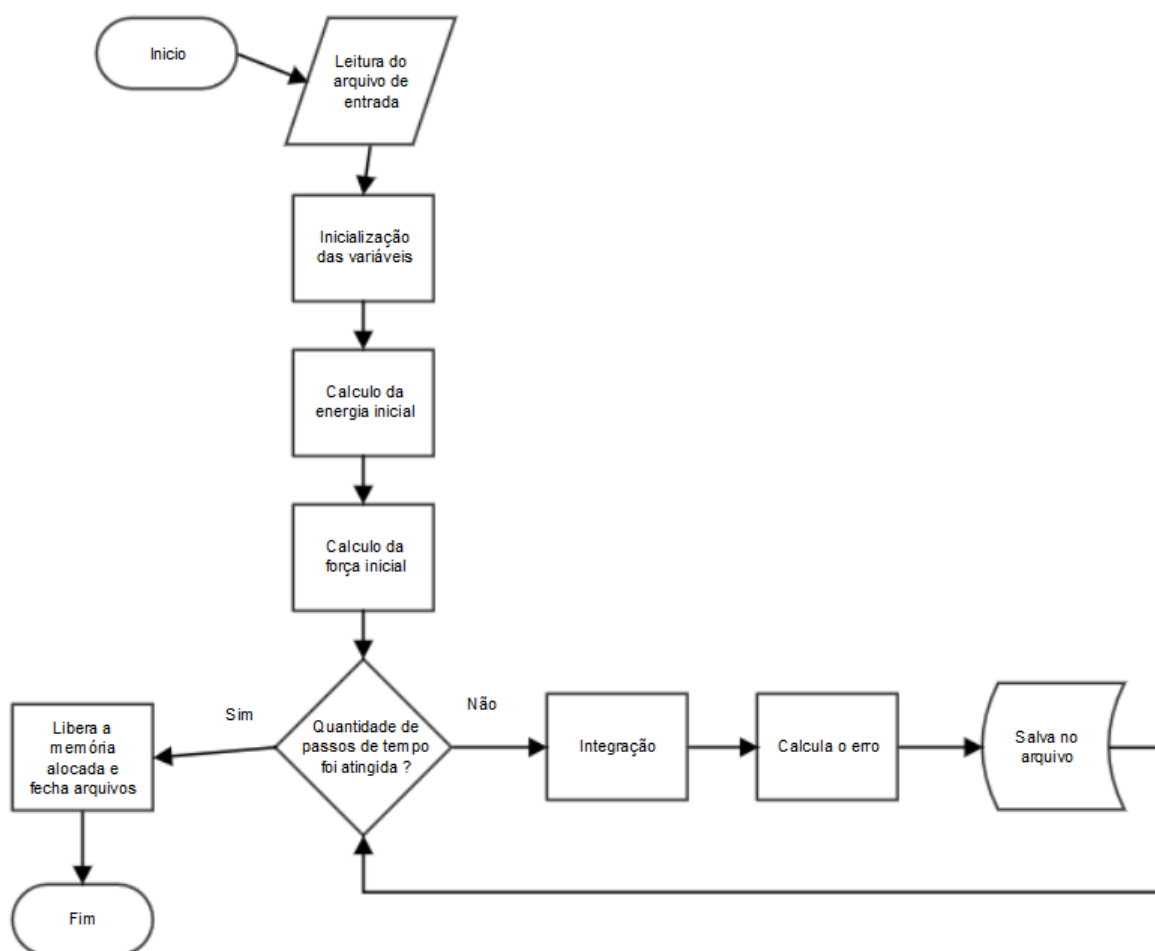 Inicio
Leitura do
arquivo de
entrada
Inicialização
das variáveis
Calculo da
energia inicial
Calculo da
força inicial
Quantidade de
passos de tempo
foi atingida ?
Sim
Não
Libera a
memória
alocada e
fecha arquivos
Fim
Integração
Calcula o erro
Salva no
arquivo